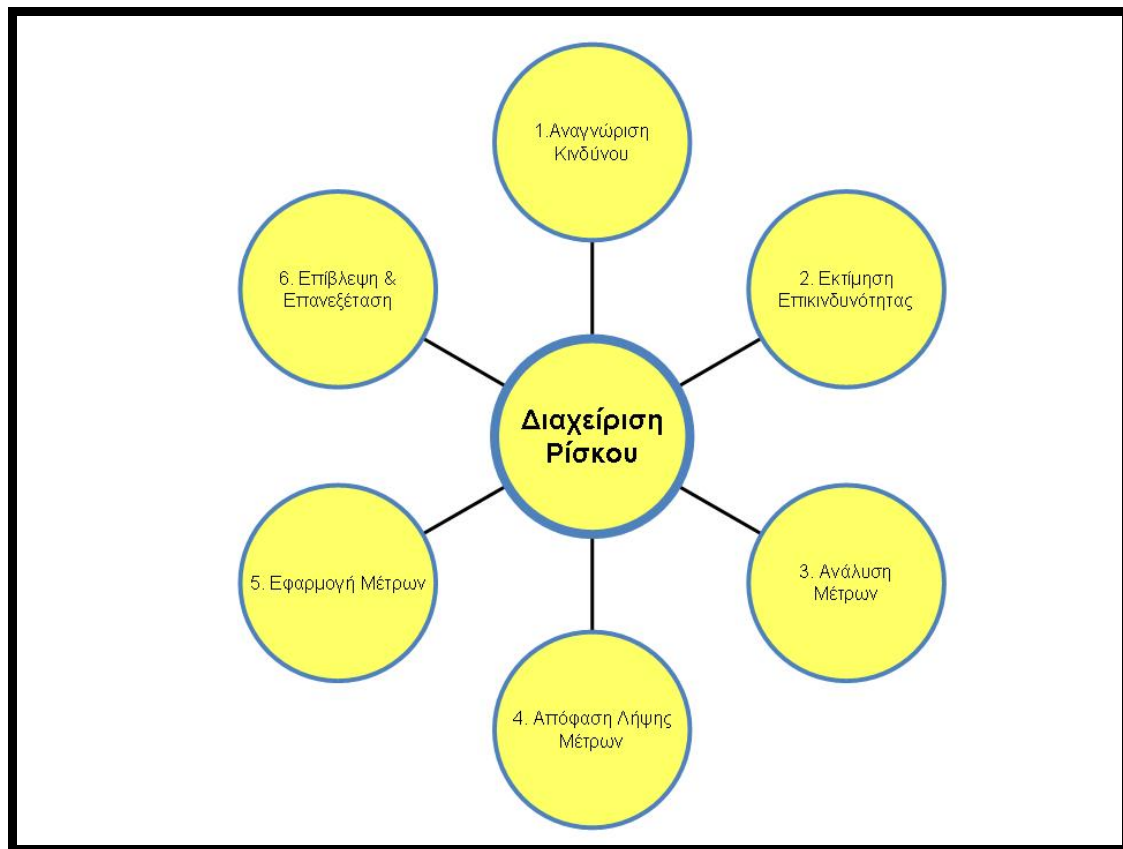 1.Αναγνώριση
Κινδύνου
2. Εκτίμηση
Επικινδυνότητας
3. Ανάλυση
Μέτρων
4. Απόφαση Λήψης
Μέτρων
5. Εφαρμογή Μέτρων
6. Επίβλεψη &
Επανεξέταση
Διαχείριση
Ρίσκου